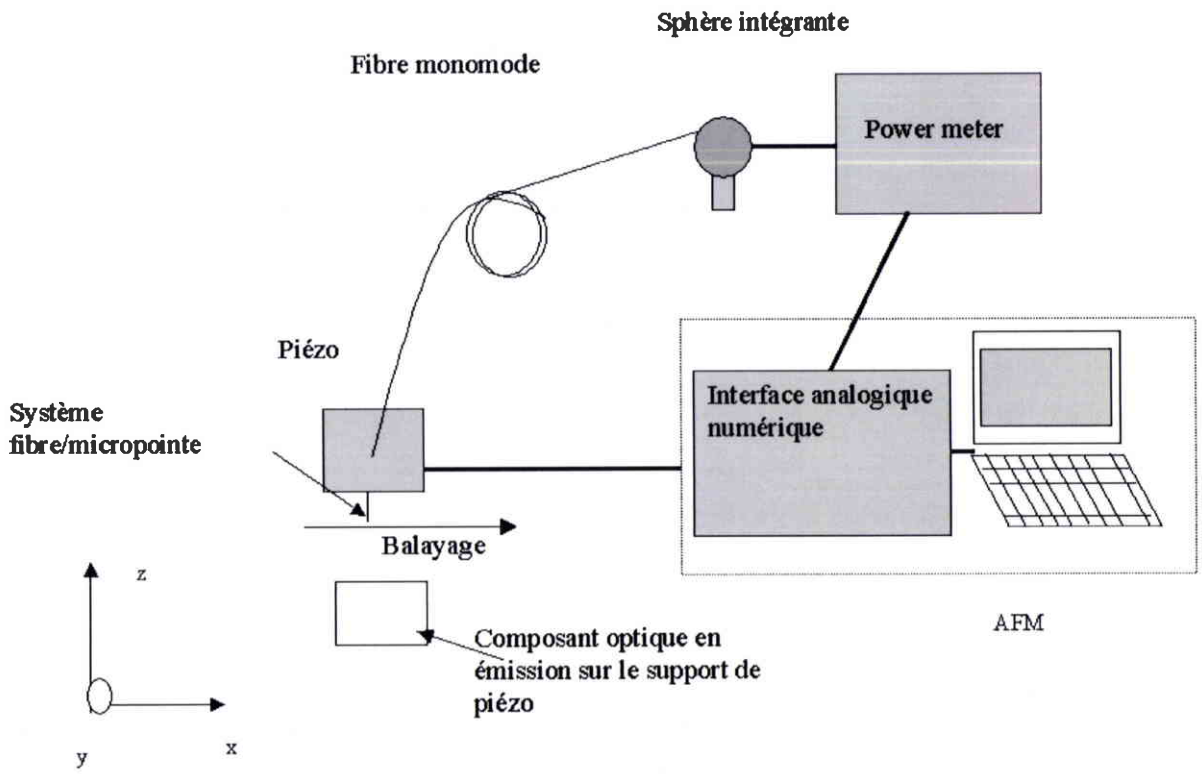 Sphère intégrante
Fibre monomode
Power meter
Piézo
Système
fibre/micropointe
Interface analogique
numérique
Balayage
z
AFM
Composant optique en
émission sur le support de
piézo
y
x